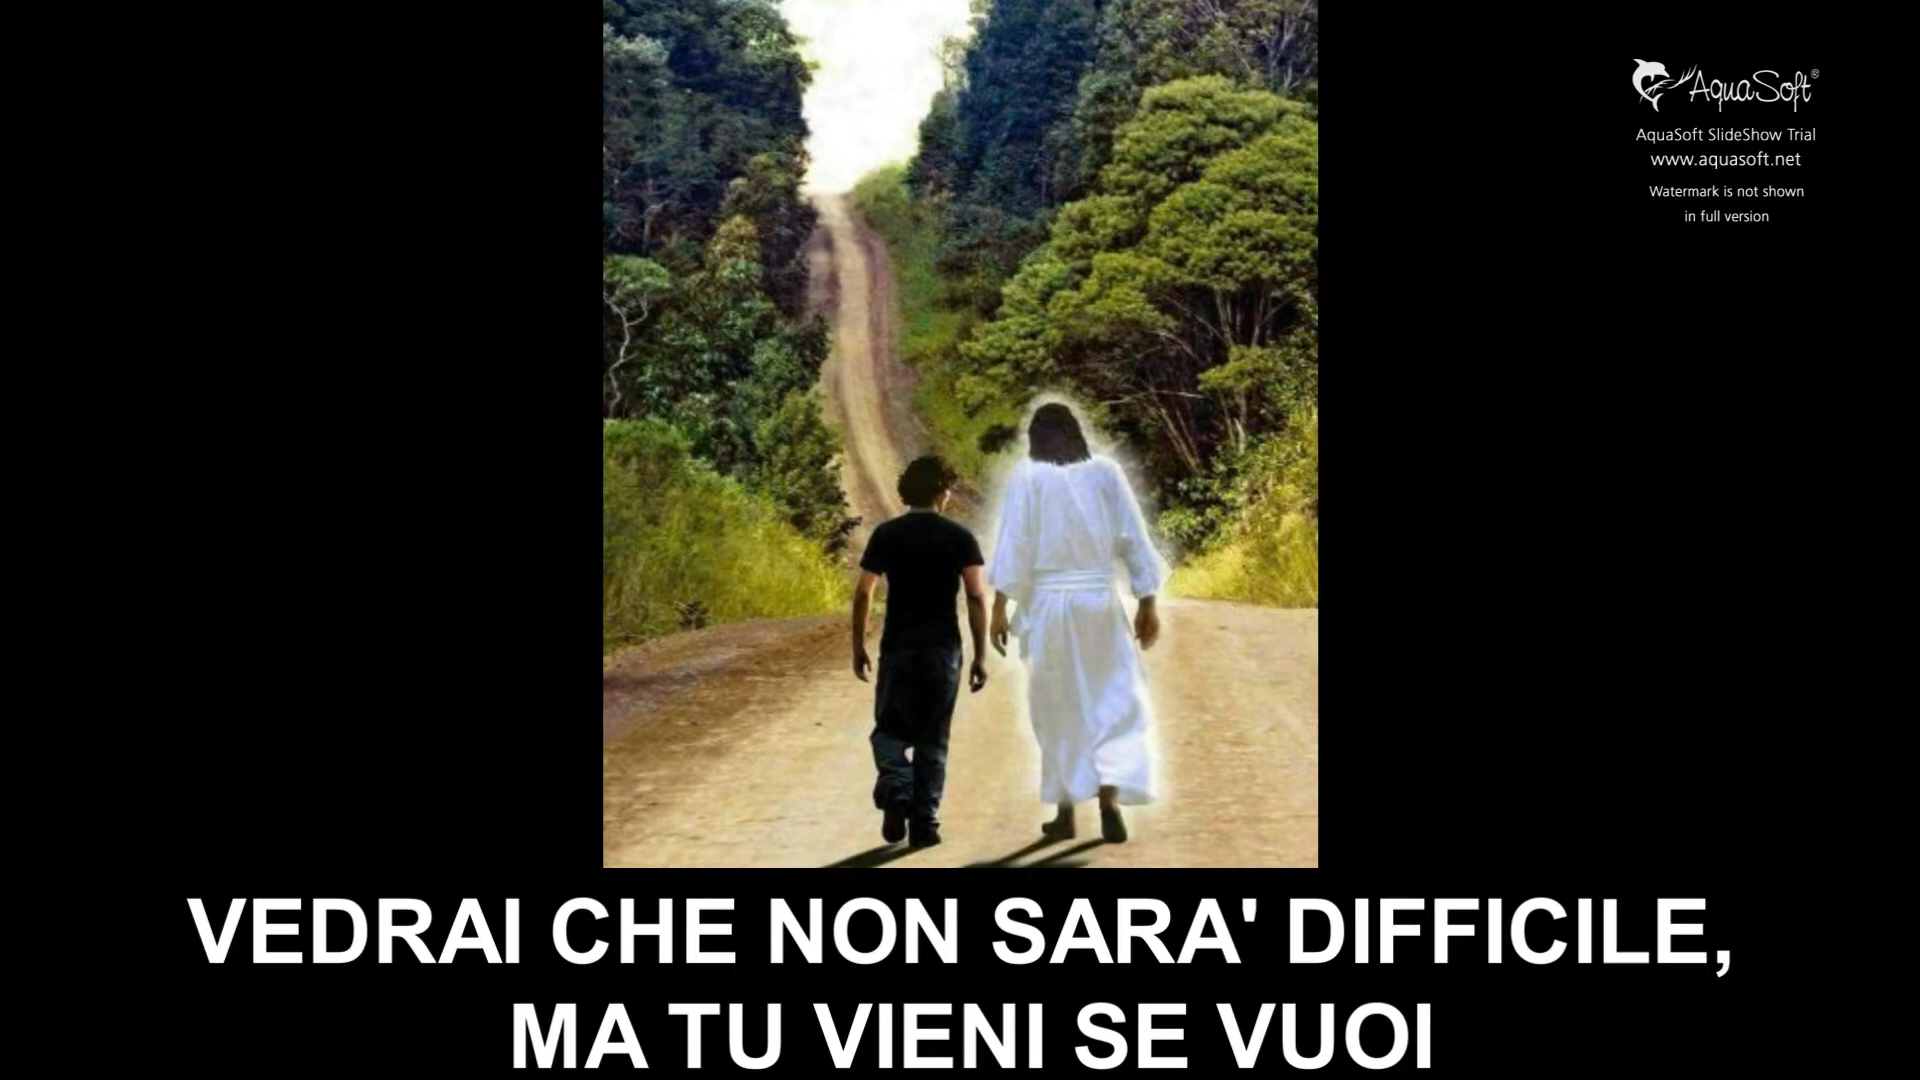 AquaSoft®
AquaSoft SlideShow Trial
www.aquasoft.net
Watermark is not shown
in full version
VEDRAI CHE NON SARA' DIFFICILE,
MA TU VIENI SE VUOI